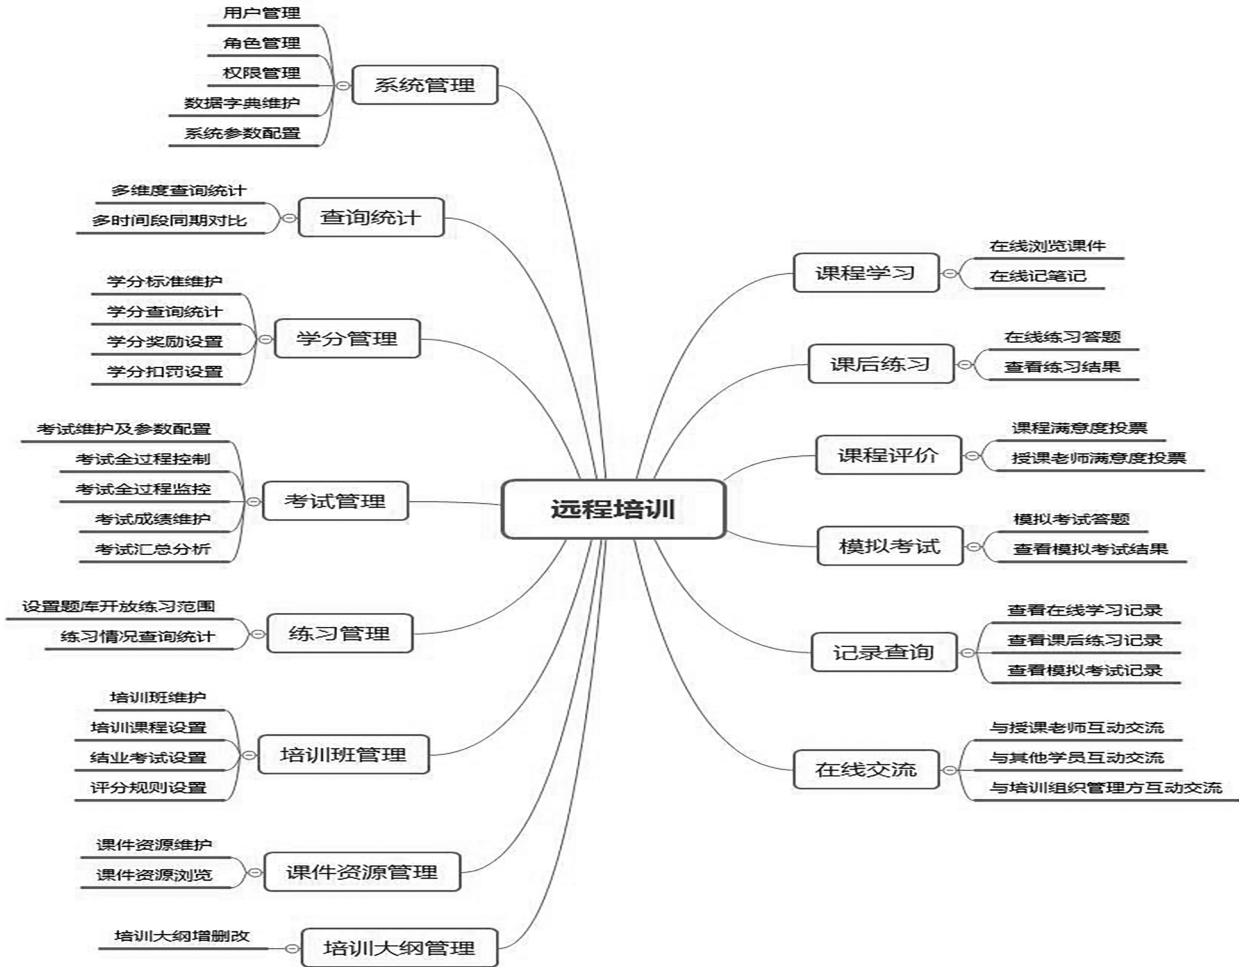 远程培训
系统管理
用户管理
角色管理
权限管理
数据字典维护
系统参数配置
查询统计
多维度查询统计
多时间段同期对比
学分管理
学分标准维护
学分查询统计
学分奖励设置
学分扣罚设置
考试管理
考试维护及参数配置
考试全过程控制
考试全过程监控
考试成绩维护
考试汇总分析
练习管理
设置题库开放练习范围
练习情况查询统计
培训班管理
培训班维护
培训课程设置
结业考试设置
评分规则设置
课件资源管理
课件资源维护
课件资源浏览
培训大纲管理
培训大纲增删改
课程学习
在线浏览课件
在线记笔记
课后练习
在线练习答题
查看练习结果
课程评价
课程满意度投票
授课老师满意度投票
模拟考试
模拟考试答题
查看模拟考试结果
记录查询
查看在线学习记录
查看课后练习记录
查看模拟考试记录
在线交流
与授课老师互动交流
与其他学员互动交流
与培训组织管理方互动交流